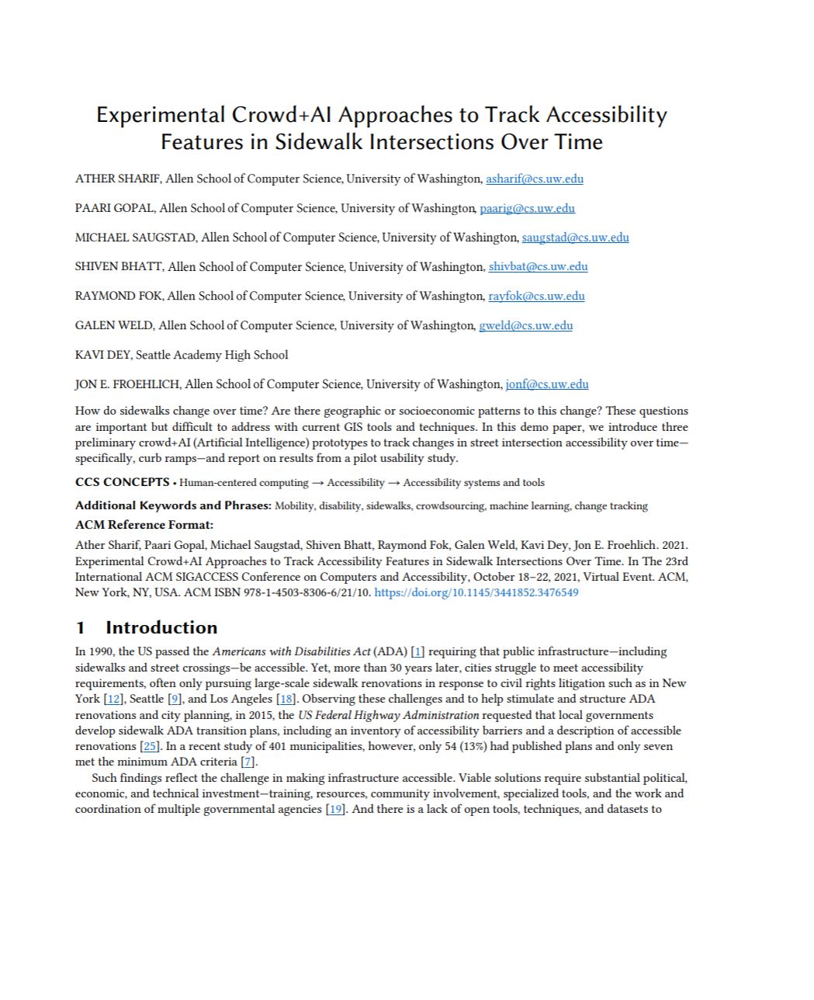 Experimental Crowd+AI Approaches to Track Accessibility
Features in Sidewalk Intersections Over Time
ATHER SHARIF, Allen School of Computer Science, University of Washington, asharif@cs.uw.edu
PAARI GOPAL, Allen School of Computer Science, University of Washington, paarig@cs.uw.edu
MICHAEL SAUGSTAD, Allen School of Computer Science, University of Washington, saugstad@cs.uw.edu
SHIVEN BHATT, Allen School of Computer Science, University of Washington, shivbat@cs.uw.edu
RAYMOND FOK, Allen School of Computer Science, University of Washington, rayfok@cs.uw.edu
GALEN WELD, Allen School of Computer Science, University of Washington, gweld@cs.uw.edu
KAVI DEY, Seattle Academy High School
JON E. FROEHLICH, Allen School of Computer Science, University of Washington, jonf@cs.uw.edu
How do sidewalks change over time? Are there geographic or socioeconomic patterns to this change? These questions
are important but difficult to address with current GIS tools and techniques. In this demo paper, we introduce three
preliminary crowd+AI (Artificial Intelligence) prototypes to track changes in street intersection accessibility over time—
specifically, curb ramps—and report on results from a pilot usability study.
CCS CONCEPTS • Human-centered computing → Accessibility → Accessibility systems and tools
Additional Keywords and Phrases: Mobility, disability, sidewalks, crowdsourcing, machine learning, change tracking
ACM Reference Format:
Ather Sharif, Paari Gopal, Michael Saugstad, Shiven Bhatt, Raymond Fok, Galen Weld, Kavi Dey, Jon E. Froehlich. 2021.
Experimental Crowd+AI Approaches to Track Accessibility Features in Sidewalk Intersections Over Time. In The 23rd
International ACM SIGACCESS Conference on Computers and Accessibility, October 18–22, 2021, Virtual Event. ACM,
New York, NY, USA. ACM ISBN 978-1-4503-8306-6/21/10. https://doi.org/10.1145/3441852.3476549
1 Introduction
In 1990, the US passed the Americans with Disabilities Act (ADA) [1] requiring that public infrastructure—including
sidewalks and street crossings—be accessible. Yet, more than 30 years later, cities struggle to meet accessibility
requirements, often only pursuing large-scale sidewalk renovations in response to civil rights litigation such as in New
York [12], Seattle [9], and Los Angeles [18]. Observing these challenges and to help stimulate and structure ADA
renovations and city planning, in 2015, the US Federal Highway Administration requested that local governments
develop sidewalk ADA transition plans, including an inventory of accessibility barriers and a description of accessible
renovations [25]. In a recent study of 401 municipalities, however, only 54 (13%) had published plans and only seven
met the minimum ADA criteria [7].
Such findings reflect the challenge in making infrastructure accessible. Viable solutions require substantial political,
economic, and technical investment—training, resources, community involvement, specialized tools, and the work and
coordination of multiple governmental agencies [19]. And there is a lack of open tools, techniques, and datasets to